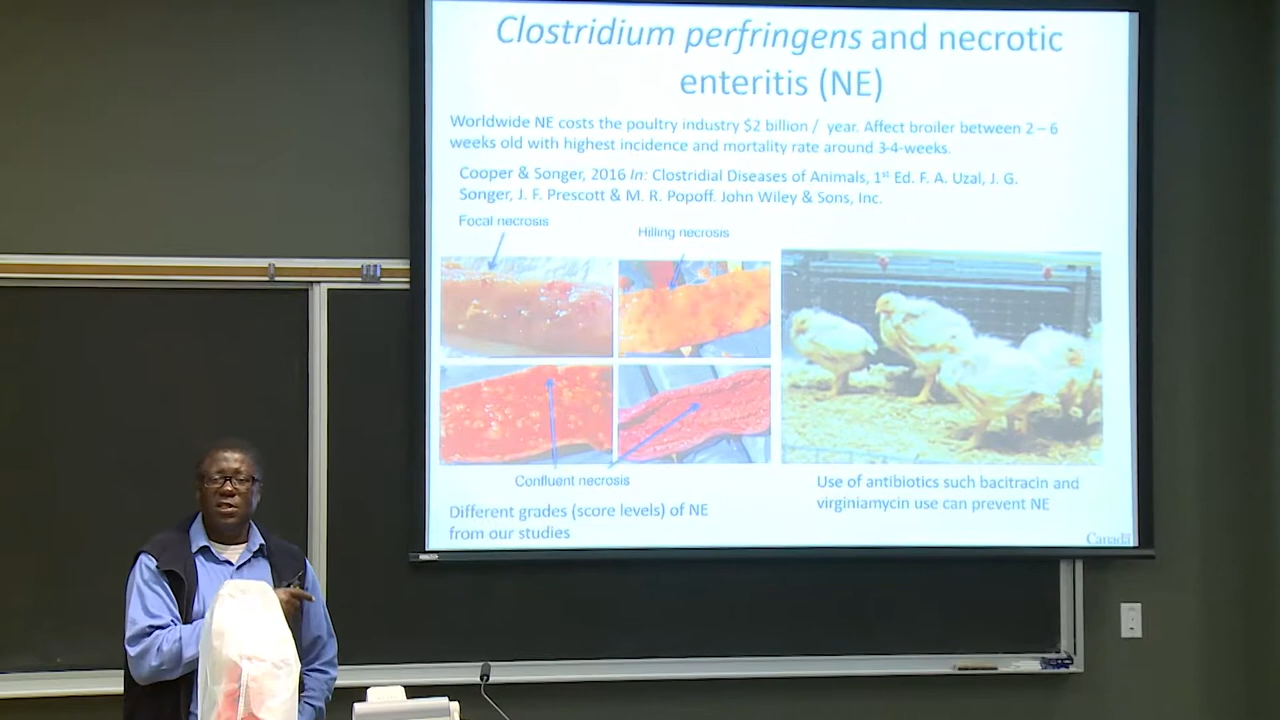 Clostridium perfringens and necrotic
enteritis (NE)
Worldwide NE costs the poultry industry $2 billion / year. Affect broiler between 2 – 6
weeks old with highest incidence and mortality rate around 3-4-weeks.
Cooper & Songer, 2016 In: Clostridial Diseases of Animals, 1st Ed. F. A. Uzal, J. G.
Songer, J. F. Prescott & M. R. Popoff. John Wiley & Sons, Inc.
Focal necrosis
Hilling necrosis
Confluent necrosis
Different grades (score levels) of NE
from our studies
Use of antibiotics such bacitracin and
virginiamycin use can prevent NE
Canada